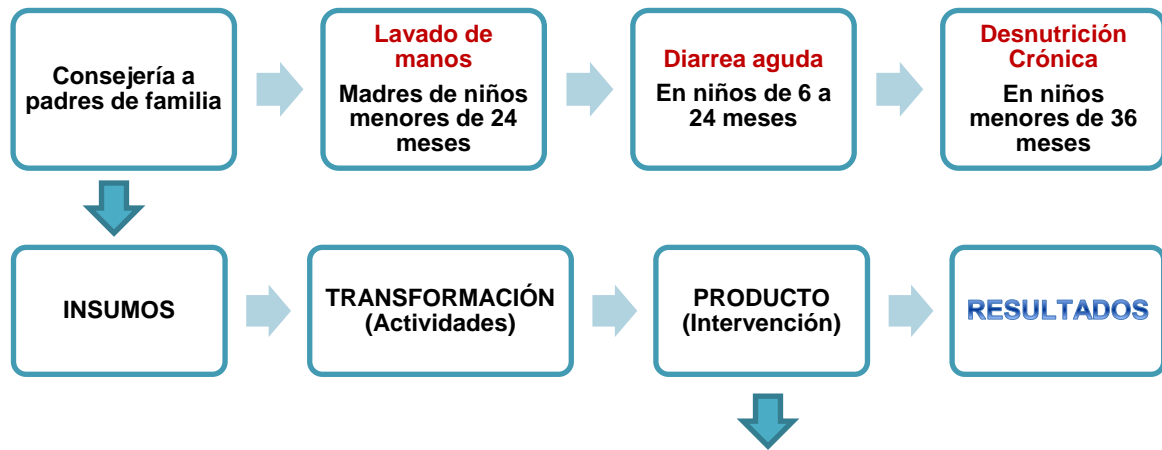 Consejería a
padres de familia
Lavado de
manos
Madres de niños
menores de 24
meses
Diarrea aguda
En niños de 6 a
24 meses
Desnutrición
Crónica
En niños
menores de 36
meses
INSUMOS
TRANSFORMACIÓN
(Actividades)
PRODUCTO
(Intervención)
RESULTADOS